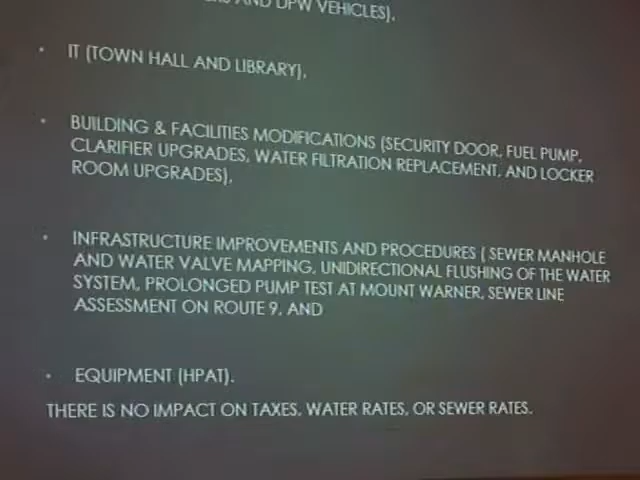 AND DPW VEHICLES),
• IT (TOWN HALL AND LIBRARY),
• BUILDING & FACILITIES MODIFICATIONS (SECURITY DOOR, FUEL PUMP,
CLARIFIER UPGRADES, WATER FILTRATION REPLACEMENT, AND LOCKER
ROOM UPGRADES),
• INFRASTRUCTURE IMPROVEMENTS AND PROCEDURES ( SEWER MANHOLE
AND WATER VALVE MAPPING, UNIDIRECTIONAL FLUSHING OF THE WATER
SYSTEM, PROLONGED PUMP TEST AT MOUNT WARNER, SEWER LINE
ASSESSMENT ON ROUTE 9, AND
• EQUIPMENT (HPAT).
THERE IS NO IMPACT ON TAXES, WATER RATES, OR SEWER RATES.